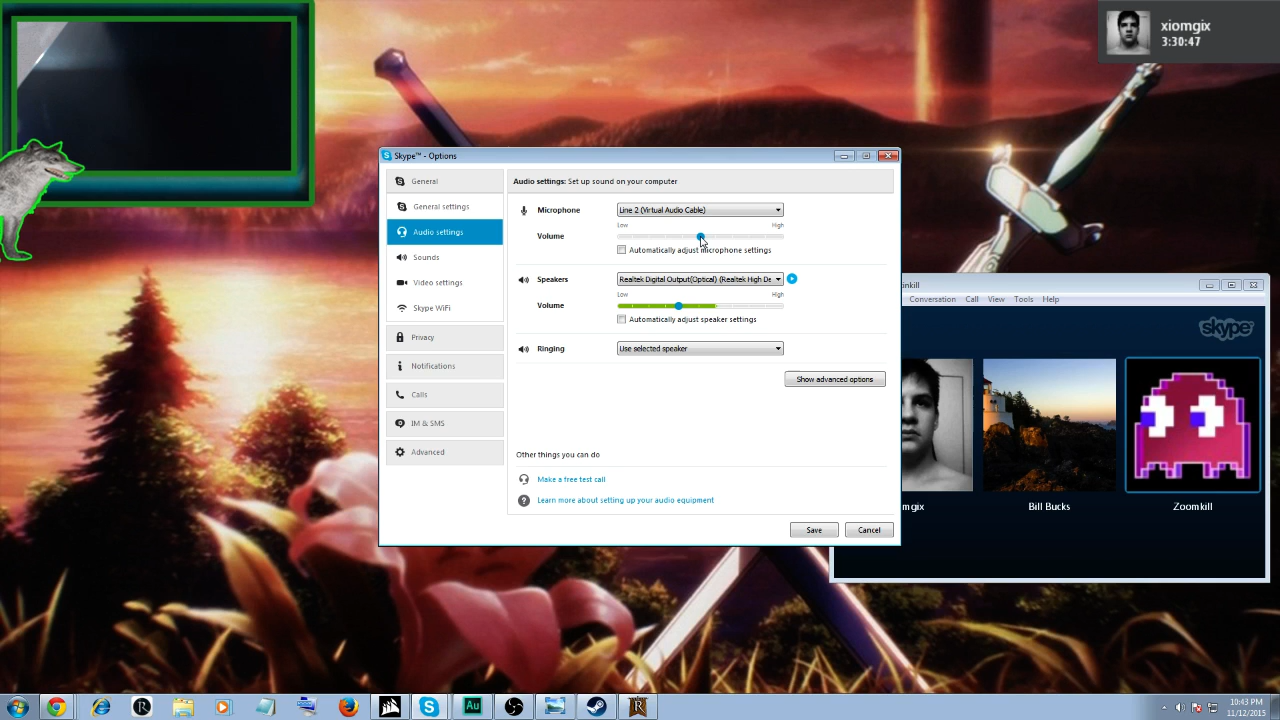 xiomgix
3:30:47
Skype™ - Options
General
General settings
Audio settings
Sounds
Video settings
Skype WiFi
Privacy
Notifications
Calls
IM & SMS
Advanced
Audio settings: Set up sound on your computer
Microphone
Line 2 (Virtual Audio Cable)
Low
High
Volume
Automatically adjust microphone settings
Speakers
Realtek Digital Output(Optical) (Realtek High De
Low
High
Volume
Automatically adjust speaker settings
Ringing
Use selected speaker
Show advanced options
Other things you can do
Make a free test call
Learn more about setting up your audio equipment
Save
Cancel
inkill
Conversation
Call
View
Tools
Help
skype
mgix
Bill Bucks
Zoomkill
Au
10:43 PM
11/12/2015